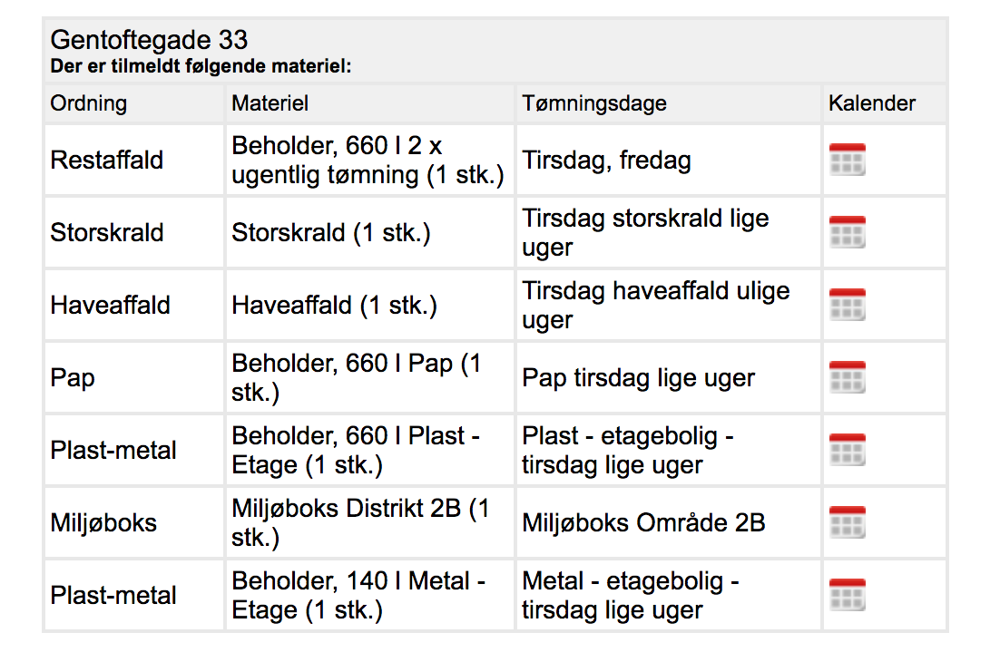 Gentoftegade 33
Der er tilmeldt følgende materiel:
Ordning Materiel Tømningsdage Kalender
Restaffald
Beholder, 660 l 2 x
ugentlig tømning (1 stk.)
Tirsdag, fredag
Storskrald
Storskrald (1 stk.)
Tirsdag storskrald lige
uger
Haveaffald
Haveaffald (1 stk.)
Tirsdag haveaffald ulige
uger
Pap
Beholder, 660 l Pap (1
stk.)
Pap tirsdag lige uger
Plast-metal
Beholder, 660 l Plast -
Etage (1 stk.)
Plast - etagebolig -
tirsdag lige uger
Miljøboks
Miljøboks Distrikt 2B (1
stk.)
Miljøboks Område 2B
Plast-metal
Beholder, 140 l Metal -
Etage (1 stk.)
Metal - etagebolig -
tirsdag lige uger